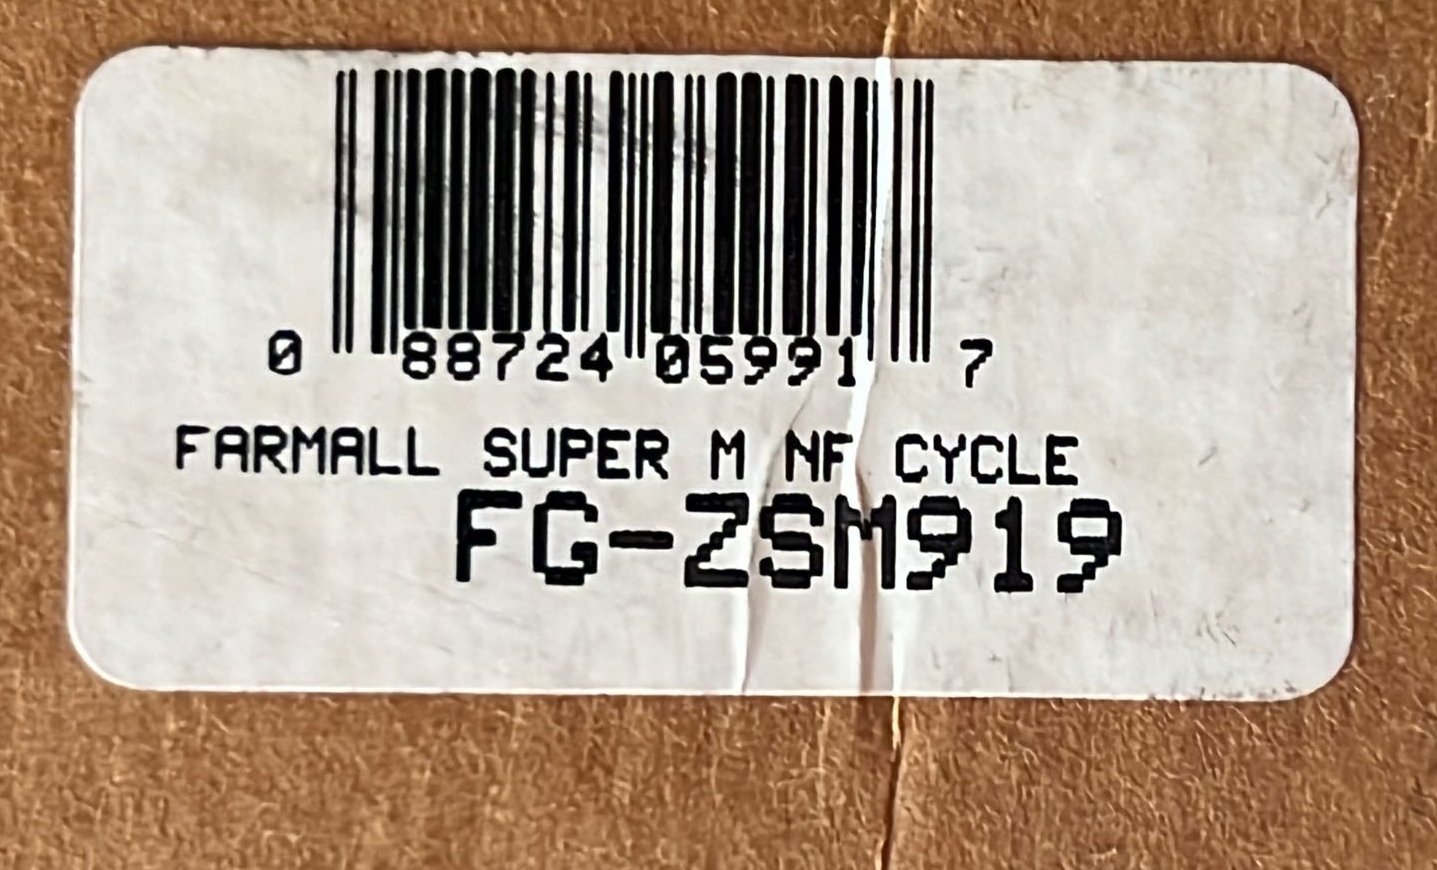 0 88724 05991 7
FARMALL SUPER M NF CYCLE
FG-ZSM919